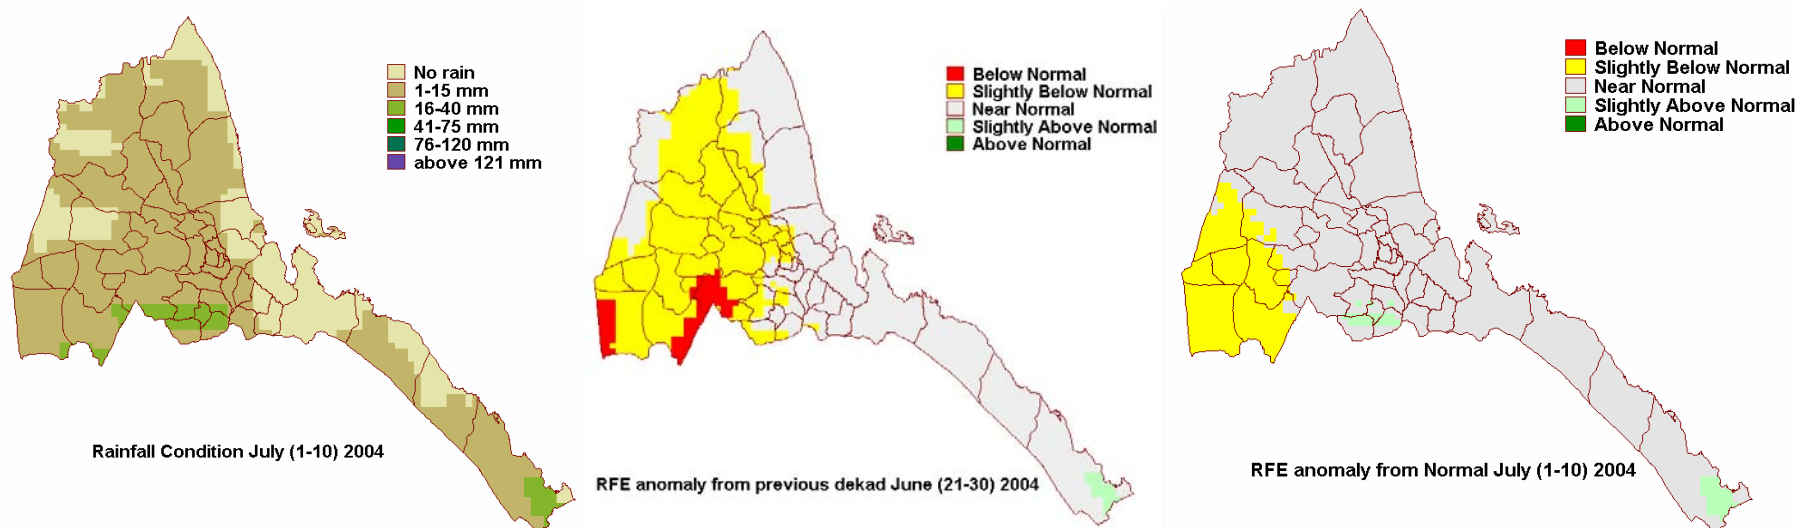 No rain
1-15 mm
16-40 mm
41-75 mm
76-120 mm
above 121 mm
Rainfall Condition July (1-10) 2004
Below Normal
Slightly Below Normal
Near Normal
Slightly Above Normal
Above Normal
RFE anomaly from previous dekad June (21-30) 2004
Below Normal
Slightly Below Normal
Near Normal
Slightly Above Normal
Above Normal
RFE anomaly from Normal July (1-10) 2004